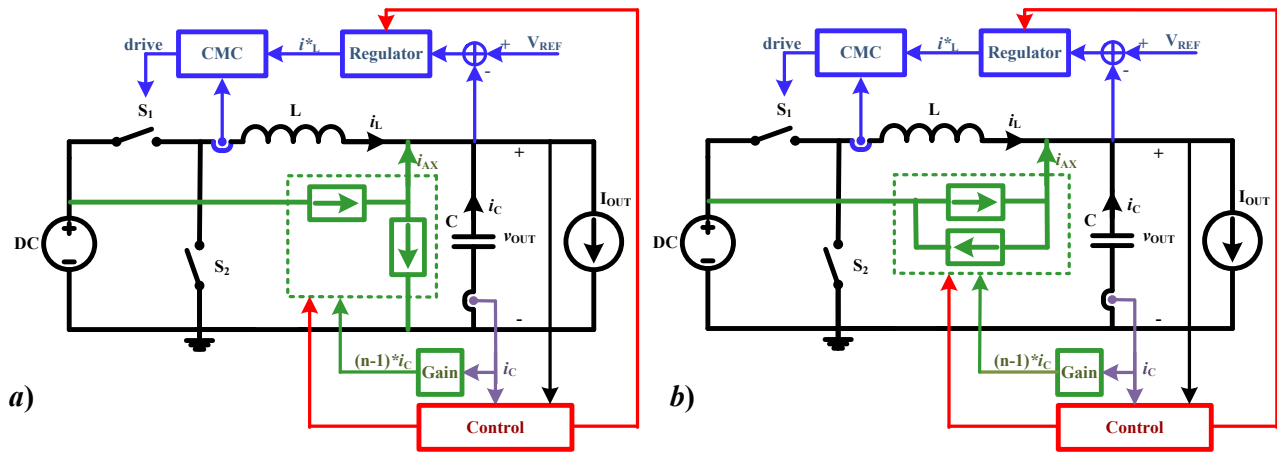 drive
CMC
i*L
Regulator
+
VREF
-
S1
L
iL
+
iAX
iC
C
vOUT
IOUT
DC
S2
-
(n-1)*iC
Gain
iC
Control
a)
drive
CMC
i*L
Regulator
+
VREF
-
S1
L
iL
+
iAX
iC
C
vOUT
IOUT
DC
S2
-
(n-1)*iC
Gain
iC
Control
b)